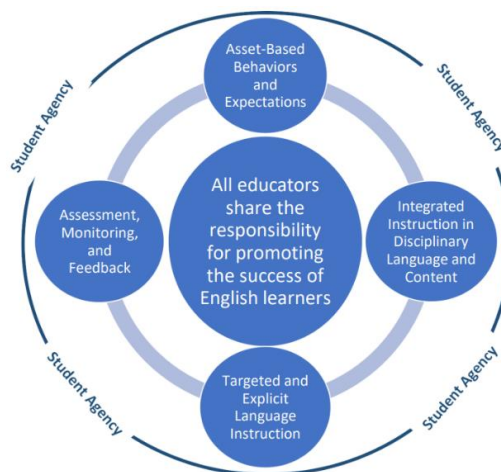 Asset-Based
Behaviors
and
Expectations
Student Agency
Student Agency
All educators
share the
responsibility
for promoting
the success of
English learners
Assessment,
Monitoring,
and
Feedback
Integrated
Instruction in
Disciplinary
Language and
Content
Targeted and
Explicit
Language
Instruction
Student Agency
Student Agency